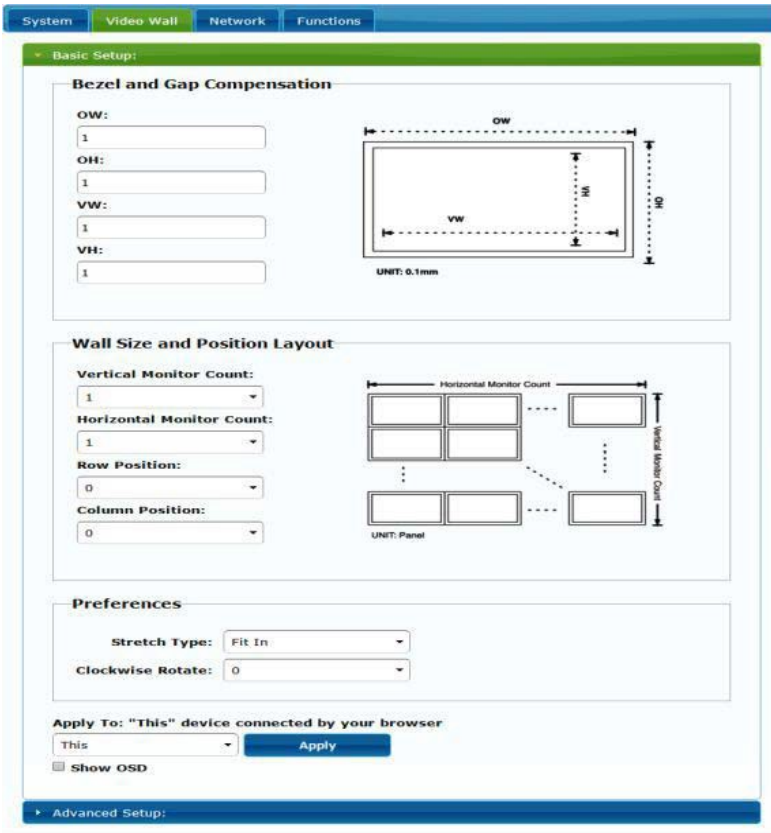 System Video Wall Network Functions
Basic Setup:
Bezel and Gap Compensation
OW:
1
OH:
1
VW:
1
VH:
1
OW
VH
OH
VW
UNIT: 0.1mm
Wall Size and Position Layout
Vertical Monitor Count:
1
Horizontal Monitor Count:
1
Row Position:
0
Column Position:
0
Horizontal Monitor Count
Vertical Monitor Count
UNIT: Panel
Preferences
Stretch Type: Fit In
Clockwise Rotate: 0
Apply To: "This" device connected by your browser
This Apply
Show OSD
Advanced Setup: